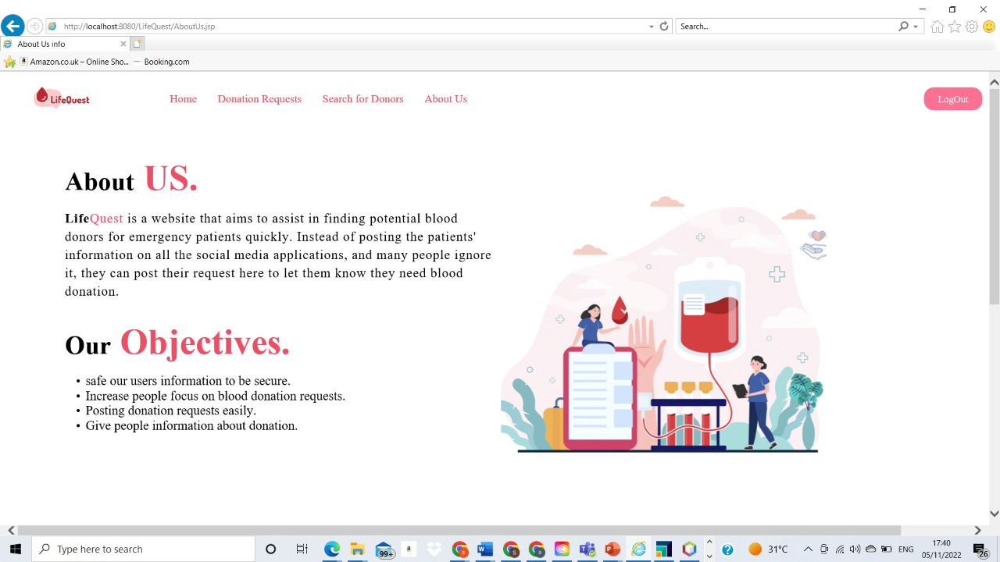 http://localhost:8080/LifeQuest/AboutUs.jsp
Search...
About Us info
Amazon.co.uk – Online Sho...
Booking.com
LifeQuest
Home
Donation Requests
Search for Donors
About Us
LogOut
About US.
LifeQuest is a website that aims to assist in finding potential blood
donors for emergency patients quickly. Instead of posting the patients'
information on all the social media applications, and many people ignore
it, they can post their request here to let them know they need blood
donation.
Our Objectives.
• safe our users information to be secure.
• Increase people focus on blood donation requests.
• Posting donation requests easily.
• Give people information about donation.
Type here to search
99+
31°C
ENG
17:40
05/11/2022
26